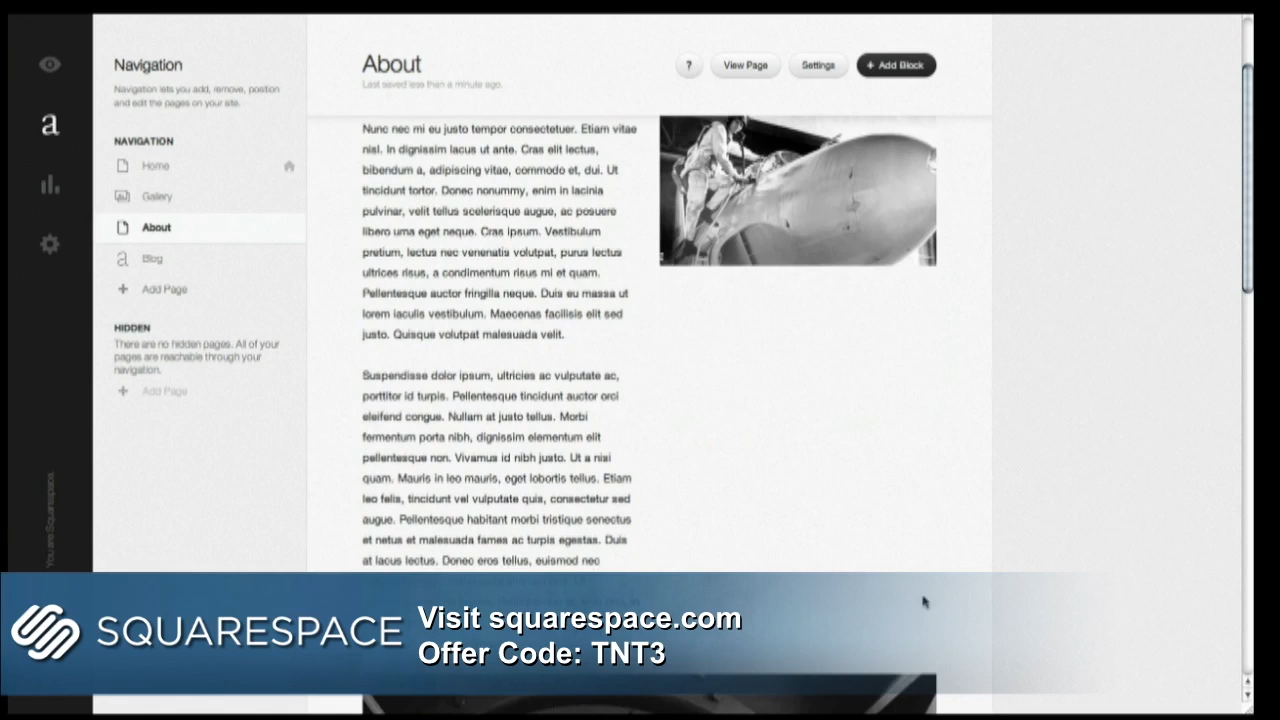 Navigation
Navigation lets you add, remove, position
and edit the pages on your site.
NAVIGATION
Home
Gallery
About
a Blog
+ Add Page
HIDDEN
There are no hidden pages. All of your
pages are reachable through your
navigation.
+ Add Page
a
You are Squarespace.
About
Last saved less than a minute ago.
?
View Page
Settings
+ Add Block
Nunc nec mi eu justo tempor consectetuer. Etiam vitae
nisl. In dignissim lacus ut ante. Cras elit lectus,
bibendum a, adipiscing vitae, commodo et, dui. Ut
tincidunt tortor. Donec nonummy, enim in lacinia
pulvinar, velit tellus scelerisque augue, ac posuere
libero urna eget neque. Cras ipsum. Vestibulum
pretium, lectus nec venenatis volutpat, purus lectus
ultrices risus, a condimentum risus mi et quam.
Pellentesque auctor fringilla neque. Duis eu massa ut
lorem iaculis vestibulum. Maecenas facilisis elit sed
justo. Quisque volutpat malesuada velit.
Suspendisse dolor ipsum, ultricies ac vulputate ac,
porttitor id turpis. Pellentesque tincidunt auctor orci
eleifend congue. Nullam at justo tellus. Morbi
fermentum porta nibh, dignissim elementum elit
pellentesque non. Vivamus id nibh justo. Ut a nisi
quam. Mauris in leo mauris, eget lobortis tellus. Etiam
leo felis, tincidunt vel vulputate quis, consectetur sed
augue. Pellentesque habitant morbi tristique senectus
et netus et malesuada fames ac turpis egestas. Duis
at lacus lectus. Donec eros tellus, euismod nec
SQUARESPACE
Visit squarespace.com
Offer Code: TNT3